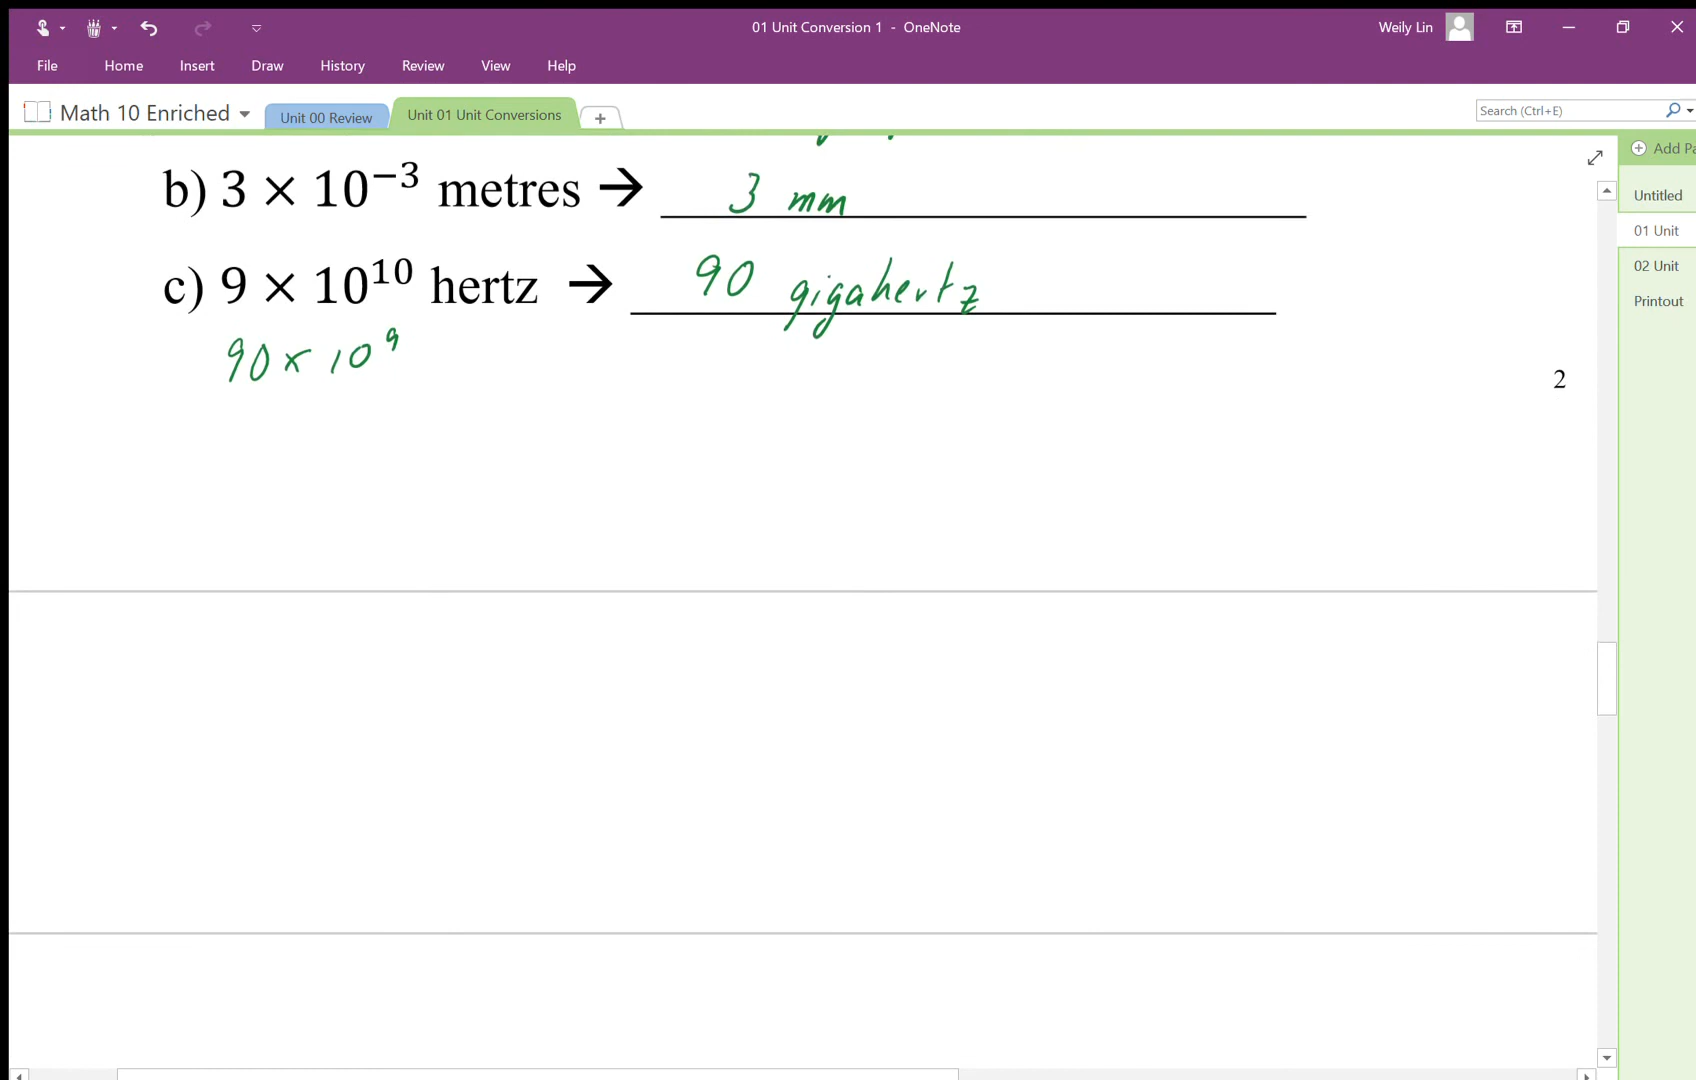 01 Unit Conversion 1 - OneNote
Weily Lin
File Home Insert Draw History Review View Help
Math 10 Enriched
Unit 00 Review
Unit 01 Unit Conversions
+
Search (Ctrl+E)
Add Pa
Untitled
01 Unit
02 Unit
Printout
b) 3 × 10⁻³ metres → 3 mm
c) 9 × 10¹⁰ hertz → 90 gigahertz
90 × 10⁹
2